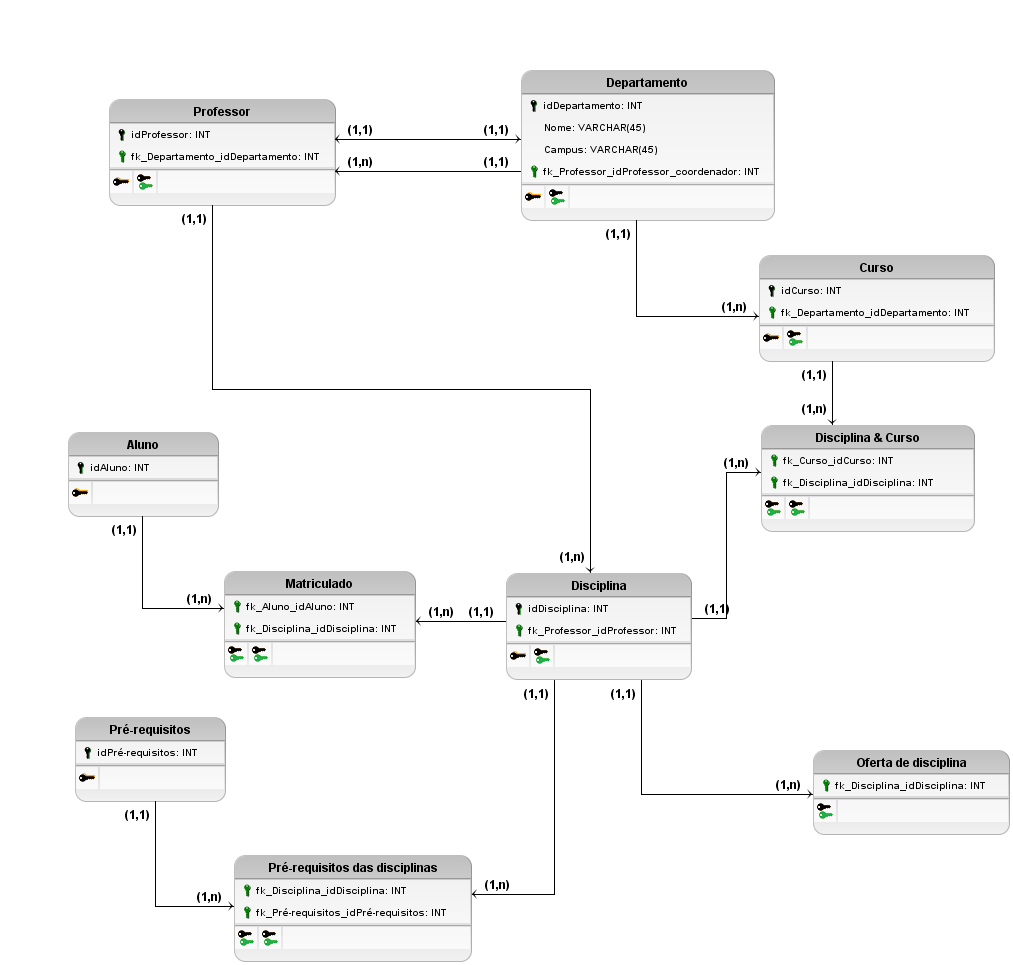 Departamento
idDepartamento: INT
Nome: VARCHAR(45)
Campus: VARCHAR(45)
fk_Professor_idProfessor_coordenador: INT
Professor
idProfessor: INT
fk_Departamento_idDepartamento: INT
(1,1)
(1,1)
(1,n)
(1,1)
(1,1)
(1,1)
(1,n)
Curso
idCurso: INT
fk_Departamento_idDepartamento: INT
(1,1)
(1,n)
Disciplina & Curso
fk_Curso_idCurso: INT
fk_Disciplina_idDisciplina: INT
(1,n)
Aluno
idAluno: INT
(1,1)
(1,n)
(1,n)
Matriculado
fk_Aluno_idAluno: INT
fk_Disciplina_idDisciplina: INT
(1,n)
(1,1)
Disciplina
idDisciplina: INT
fk_Professor_idProfessor: INT
(1,1)
(1,1)
(1,1)
Pré-requisitos
idPré-requisitos: INT
(1,1)
(1,n)
Oferta de disciplina
fk_Disciplina_idDisciplina: INT
(1,n)
Pré-requisitos das disciplinas
fk_Disciplina_idDisciplina: INT
fk_Pré-requisitos_idPré-requisitos: INT
(1,n)